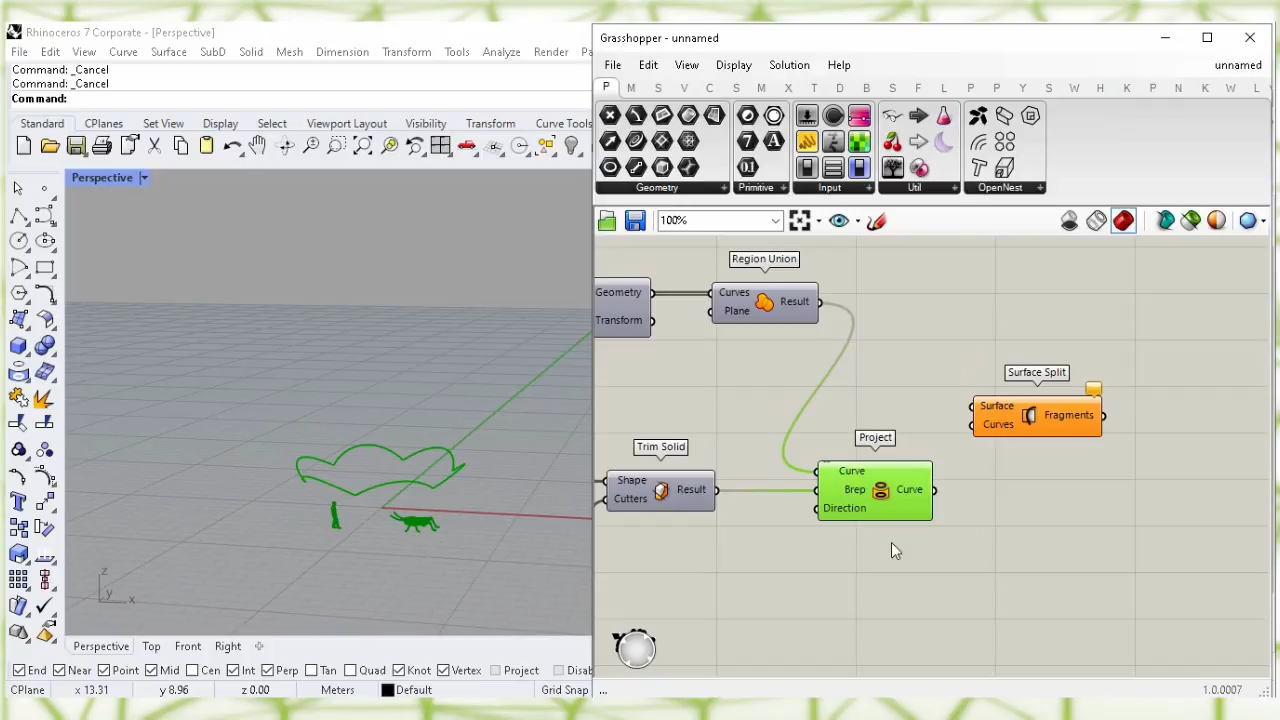 Rhinoceros 7 Corporate - [Perspective]
File Edit View Curve Surface SubD Solid Mesh Dimension Transform Tools Analyze Render
Command: _Cancel
Command: _Cancel
Command:
Standard CPlanes Set View Display Select Viewport Layout Visibility Transform Curve Tools
Perspective
z
y x
Perspective Top Front Right
End Near Point Mid Cen Int Perp Tan Quad Knot Vertex Project
CPlane x 13.31 y 8.96 z 0.00 Meters Default Grid Snap
Grasshopper - unnamed
File Edit View Display Solution Help unnamed
P M S V C S M X T D B S U F L P P Y S W H K P W L
Geometry Primitive Input Util OpenNest
100%
Region Union
Geometry
Transform
Curves
Plane
Result
Surface Split
Surface
Curves
Fragments
Trim Solid
Shape
Cutters
Result
Project
Curve
Brep
Direction
Curve
... 1.0.0007